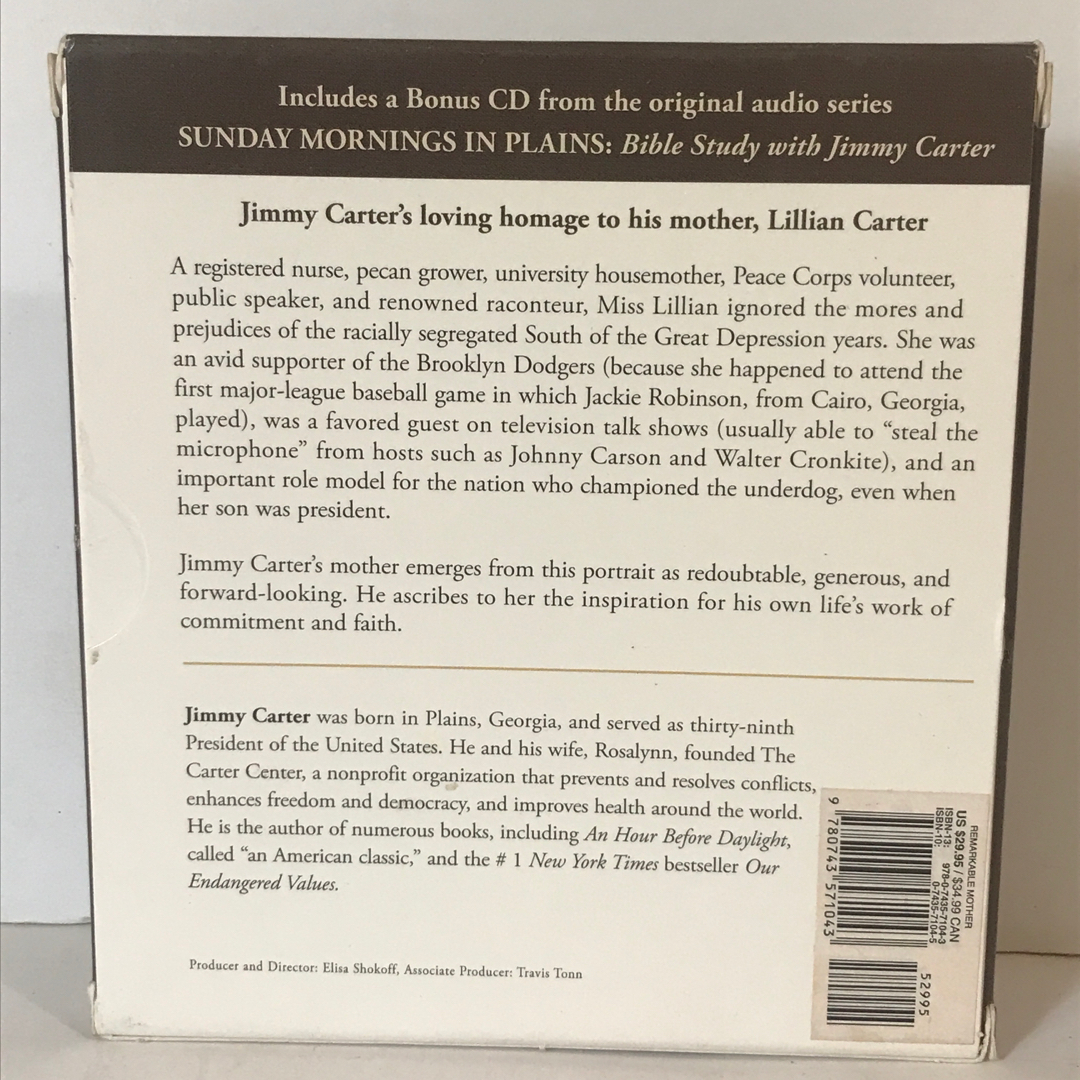 Includes a Bonus CD from the original audio series
SUNDAY MORNINGS IN PLAINS: Bible Study with Jimmy Carter
Jimmy Carter's loving homage to his mother, Lillian Carter
A registered nurse, pecan grower, university housemother, Peace Corps volunteer,
public speaker, and renowned raconteur, Miss Lillian ignored the mores and
prejudices of the racially segregated South of the Great Depression years. She was
an avid supporter of the Brooklyn Dodgers (because she happened to attend the
first major-league baseball game in which Jackie Robinson, from Cairo, Georgia,
played), was a favored guest on television talk shows (usually able to “steal the
microphone” from hosts such as Johnny Carson and Walter Cronkite), and an
important role model for the nation who championed the underdog, even when
her son was president.
Jimmy Carter's mother emerges from this portrait as redoubtable, generous, and
forward-looking. He ascribes to her the inspiration for his own life's work of
commitment and faith.
Jimmy Carter was born in Plains, Georgia, and served as thirty-ninth
President of the United States. He and his wife, Rosalynn, founded The
Carter Center, a nonprofit organization that prevents and resolves conflicts,
enhances freedom and democracy, and improves health around the world.
He is the author of numerous books, including An Hour Before Daylight,
called “an American classic,” and the # 1 New York Times bestseller Our
Endangered Values.
Producer and Director: Elisa Shokoff, Associate Producer: Travis Tonn
REMARKABLE MOTHER
US $29.95 / $34.99 CAN
ISBN-13: 978-0-7435-7104-3
ISBN-10: 0-7435-7104-5
9 780743 571043
52995